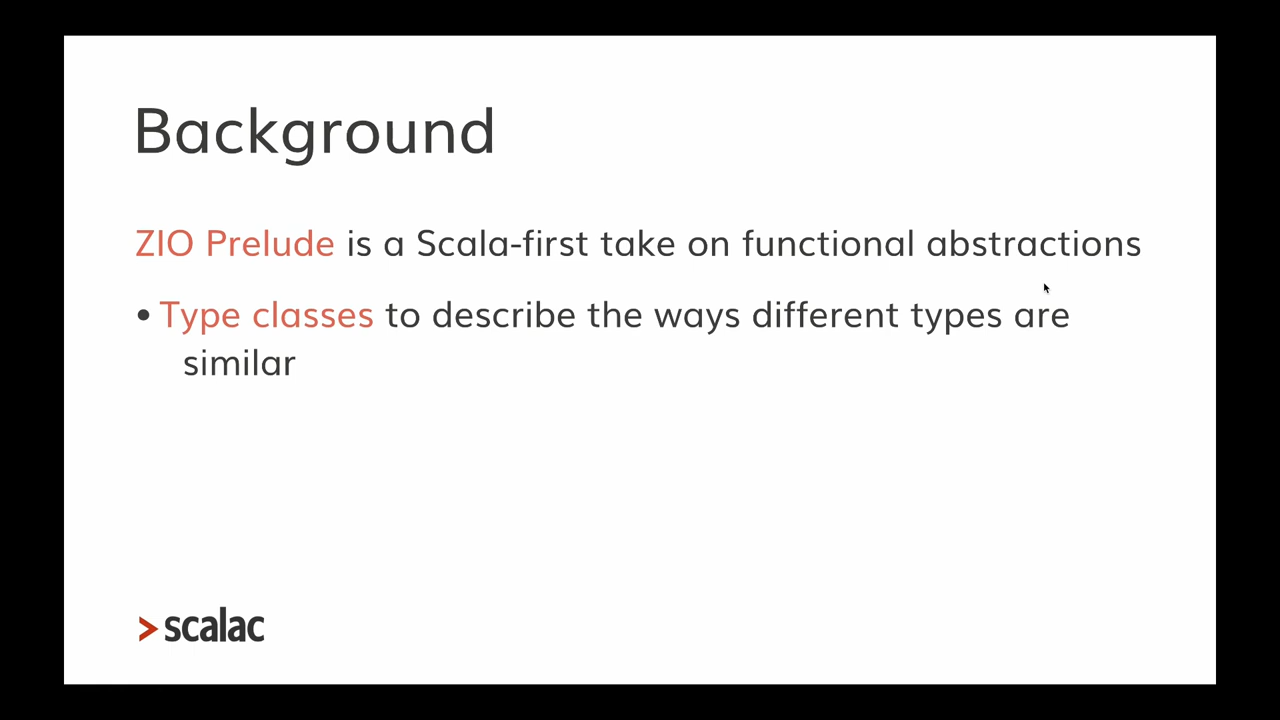 Background
ZIO Prelude is a Scala-first take on functional abstractions
• Type classes to describe the ways different types are
similar
> scalac